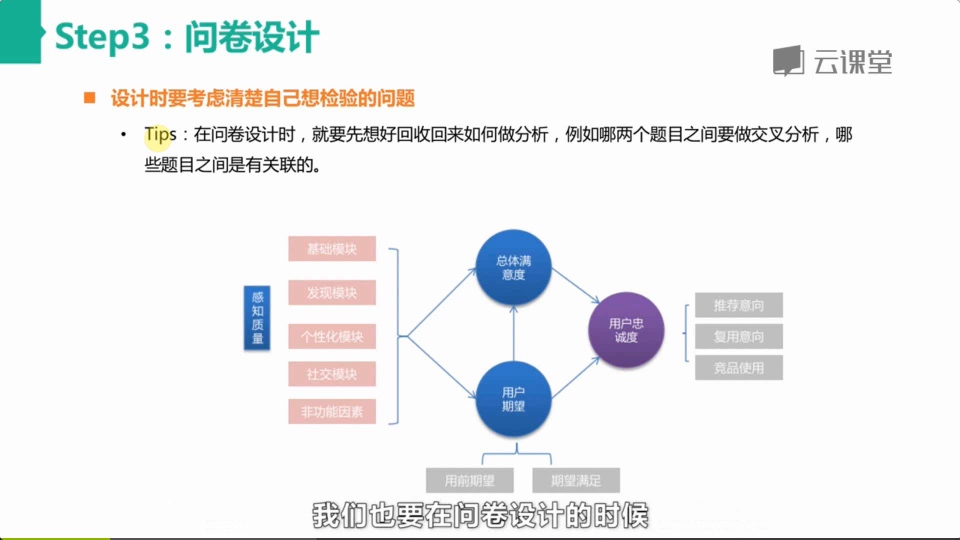 Step3：问卷设计
云课堂
设计时要考虑清楚自己想检验的问题
Tips：在问卷设计时，就要先想好回收回来如何做分析，例如哪两个题目之间要做交叉分析，哪
些题目之间是有关联的。
感知质量
基础模块
发现模块
个性化模块
社交模块
非功能因素
总体满
意度
用户
期望
用前期望
期望满足
用户忠
诚度
推荐意向
复用意向
竞品使用
我们也要在问卷设计的时候